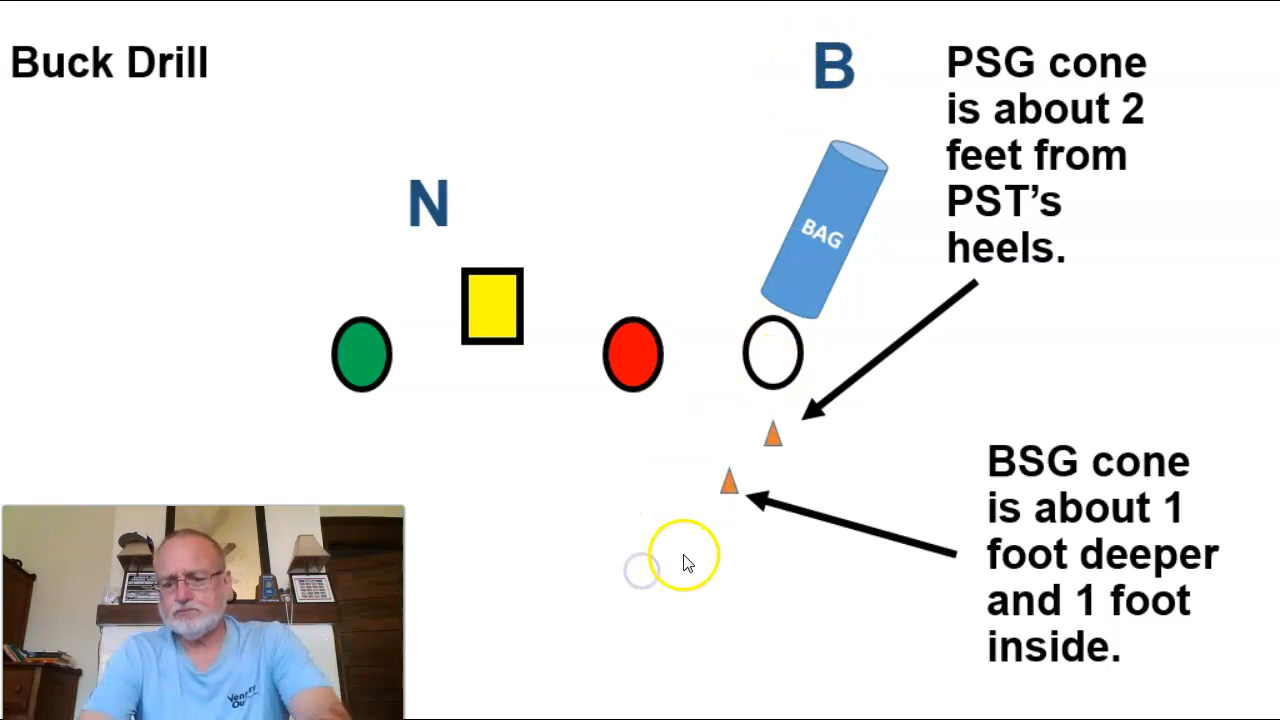 Buck Drill
B
PSG cone
is about 2
feet from
PST's
heels.
N
BAG
BSG cone
is about 1
foot deeper
and 1 foot
inside.